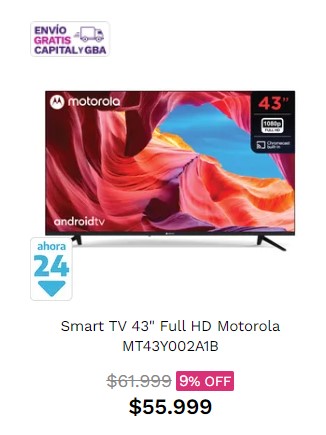 ENVÍO
GRATIS
CAPITAL Y GBA
motorola
43"
1080p
FULL HD
Chromecast
built-in
androidtv
ahora
24
Smart TV 43" Full HD Motorola
MT43Y002A1B
$61.999 9% OFF
$55.999